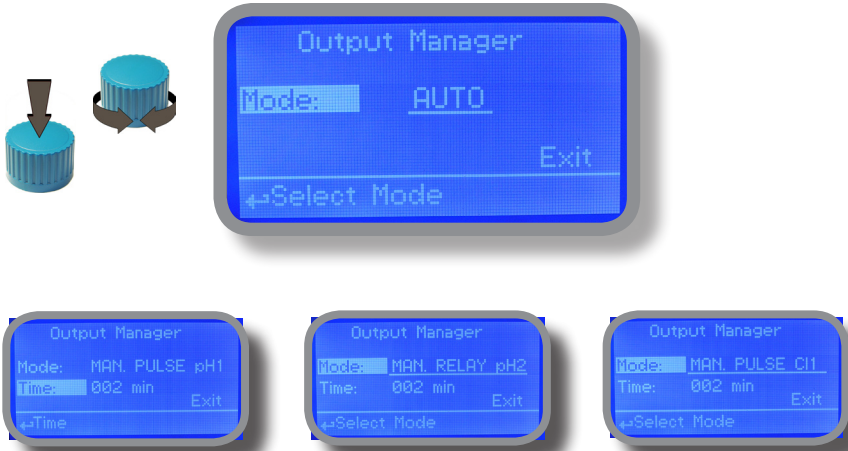 Output Manager
Mode: AUTO
Exit
↵Select Mode
Output Manager
Mode: MAN. PULSE pH1
Time: 002 min
Exit
↵Time
Output Manager
Mode: MAN. RELAY pH2
Time: 002 min
Exit
↵Select Mode
Output Manager
Mode: MAN. PULSE Cl1
Time: 002 min
Exit
↵Select Mode